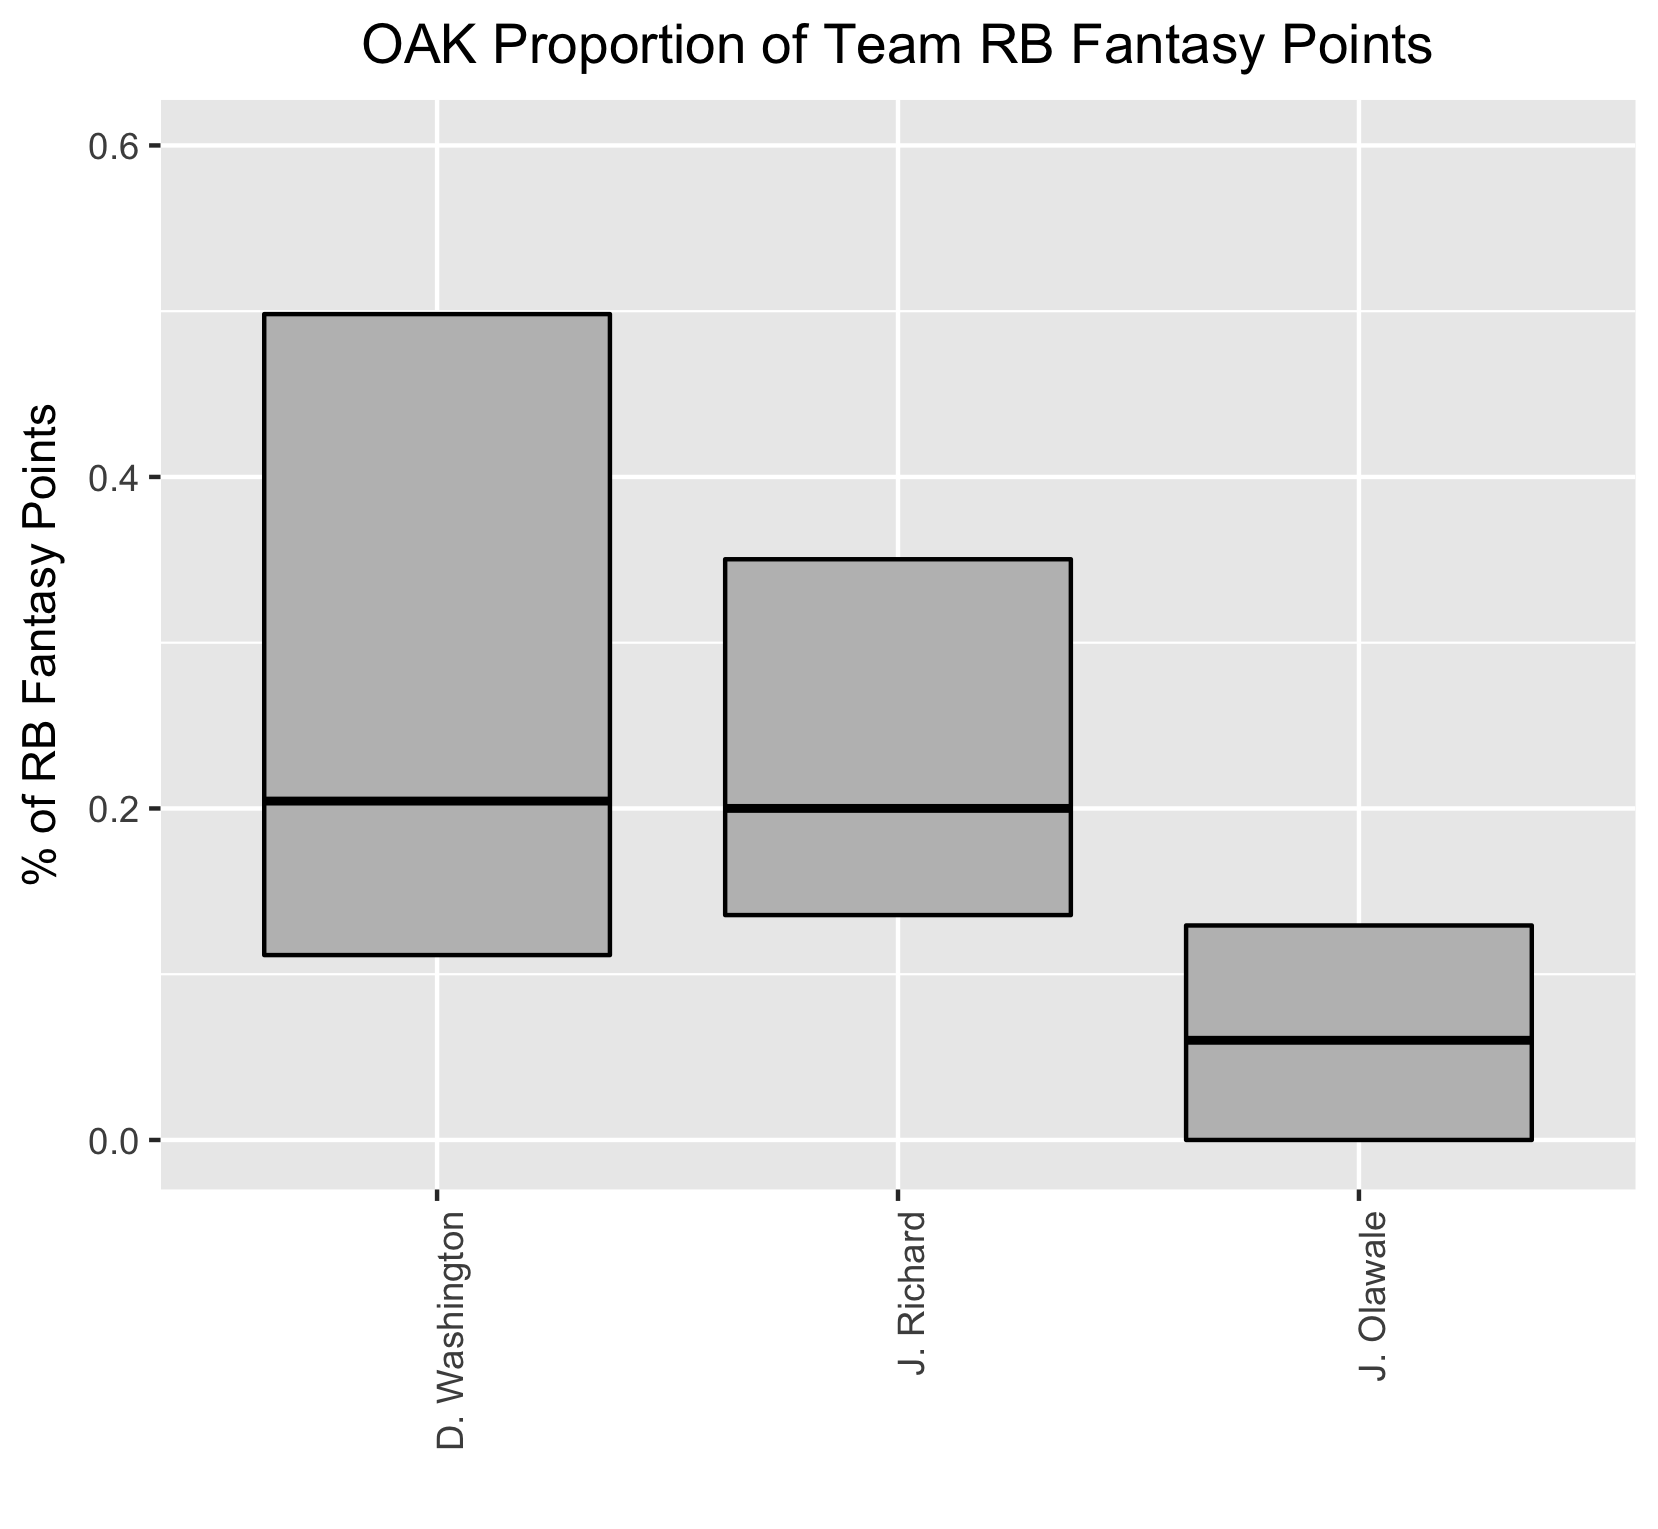 OAK Proportion of Team RB Fantasy Points
% of RB Fantasy Points
0.6
0.4
0.2
0.0
D. Washington
J. Richard
J. Olawale